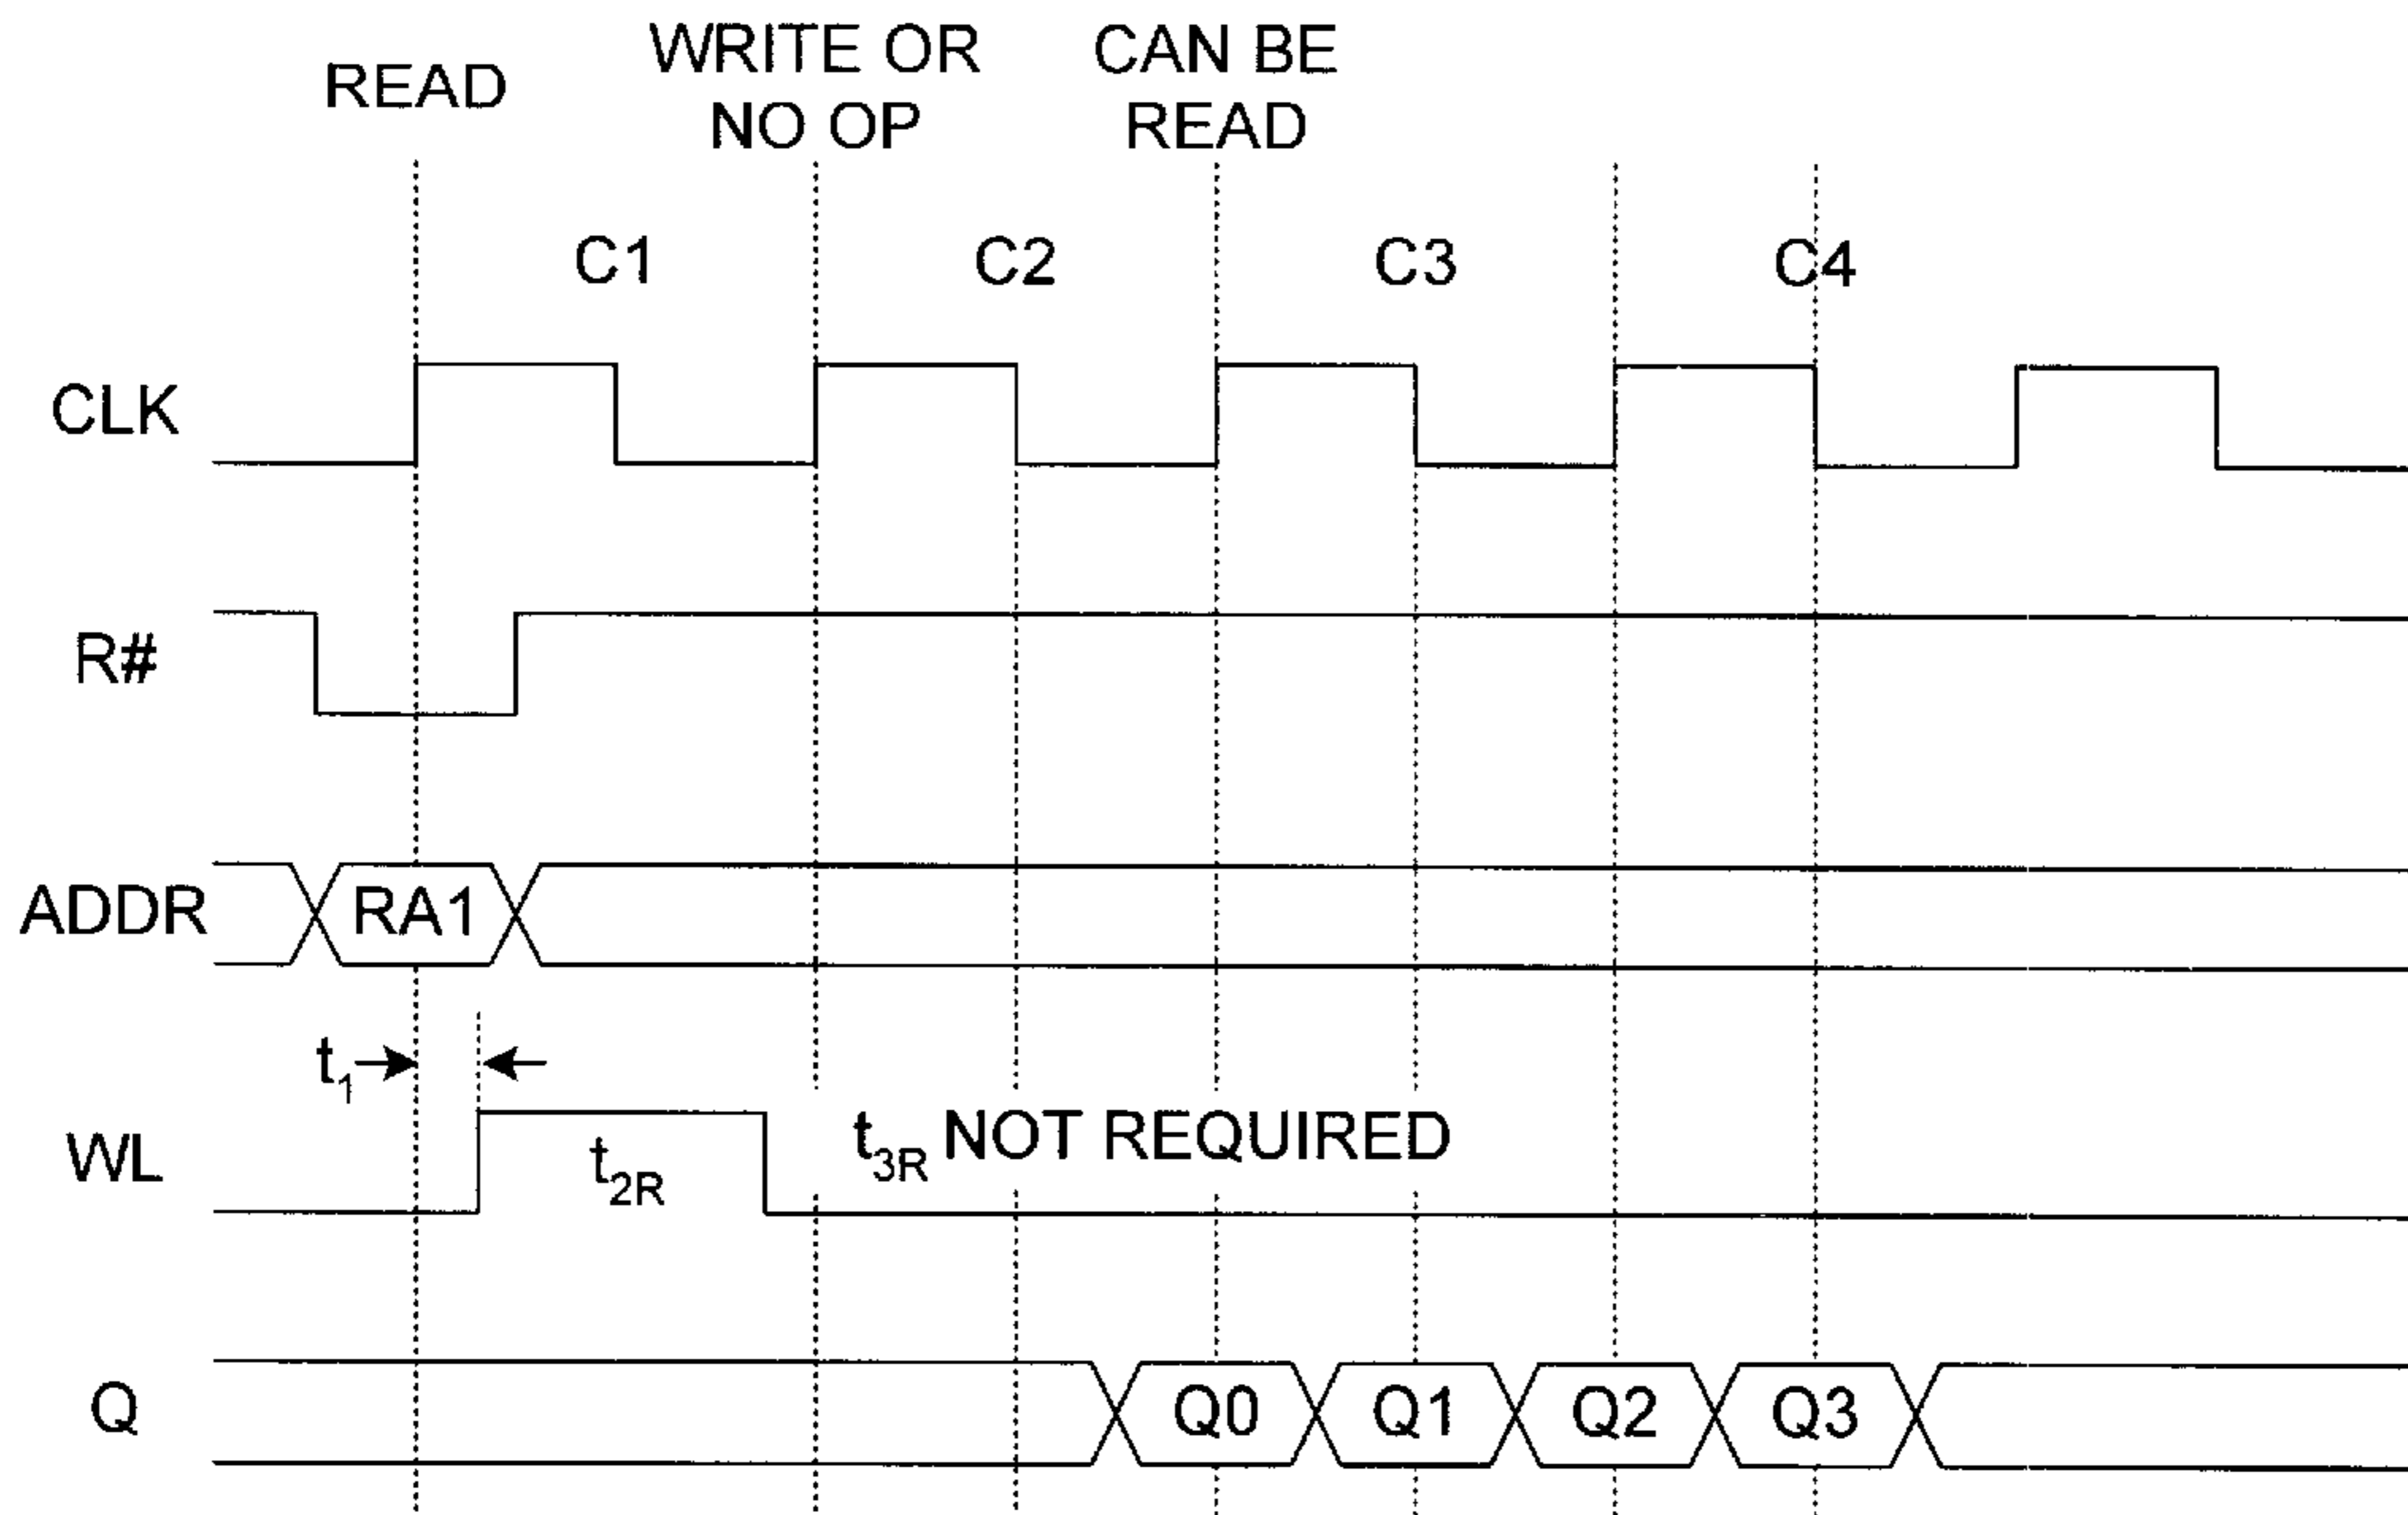 READ
WRITE OR
NO OP
CAN BE
READ
C1
C2
C3
C4
CLK
R#
ADDR
RA1
t1
WL
t2R
t3R NOT REQUIRED
Q
Q0
Q1
Q2
Q3